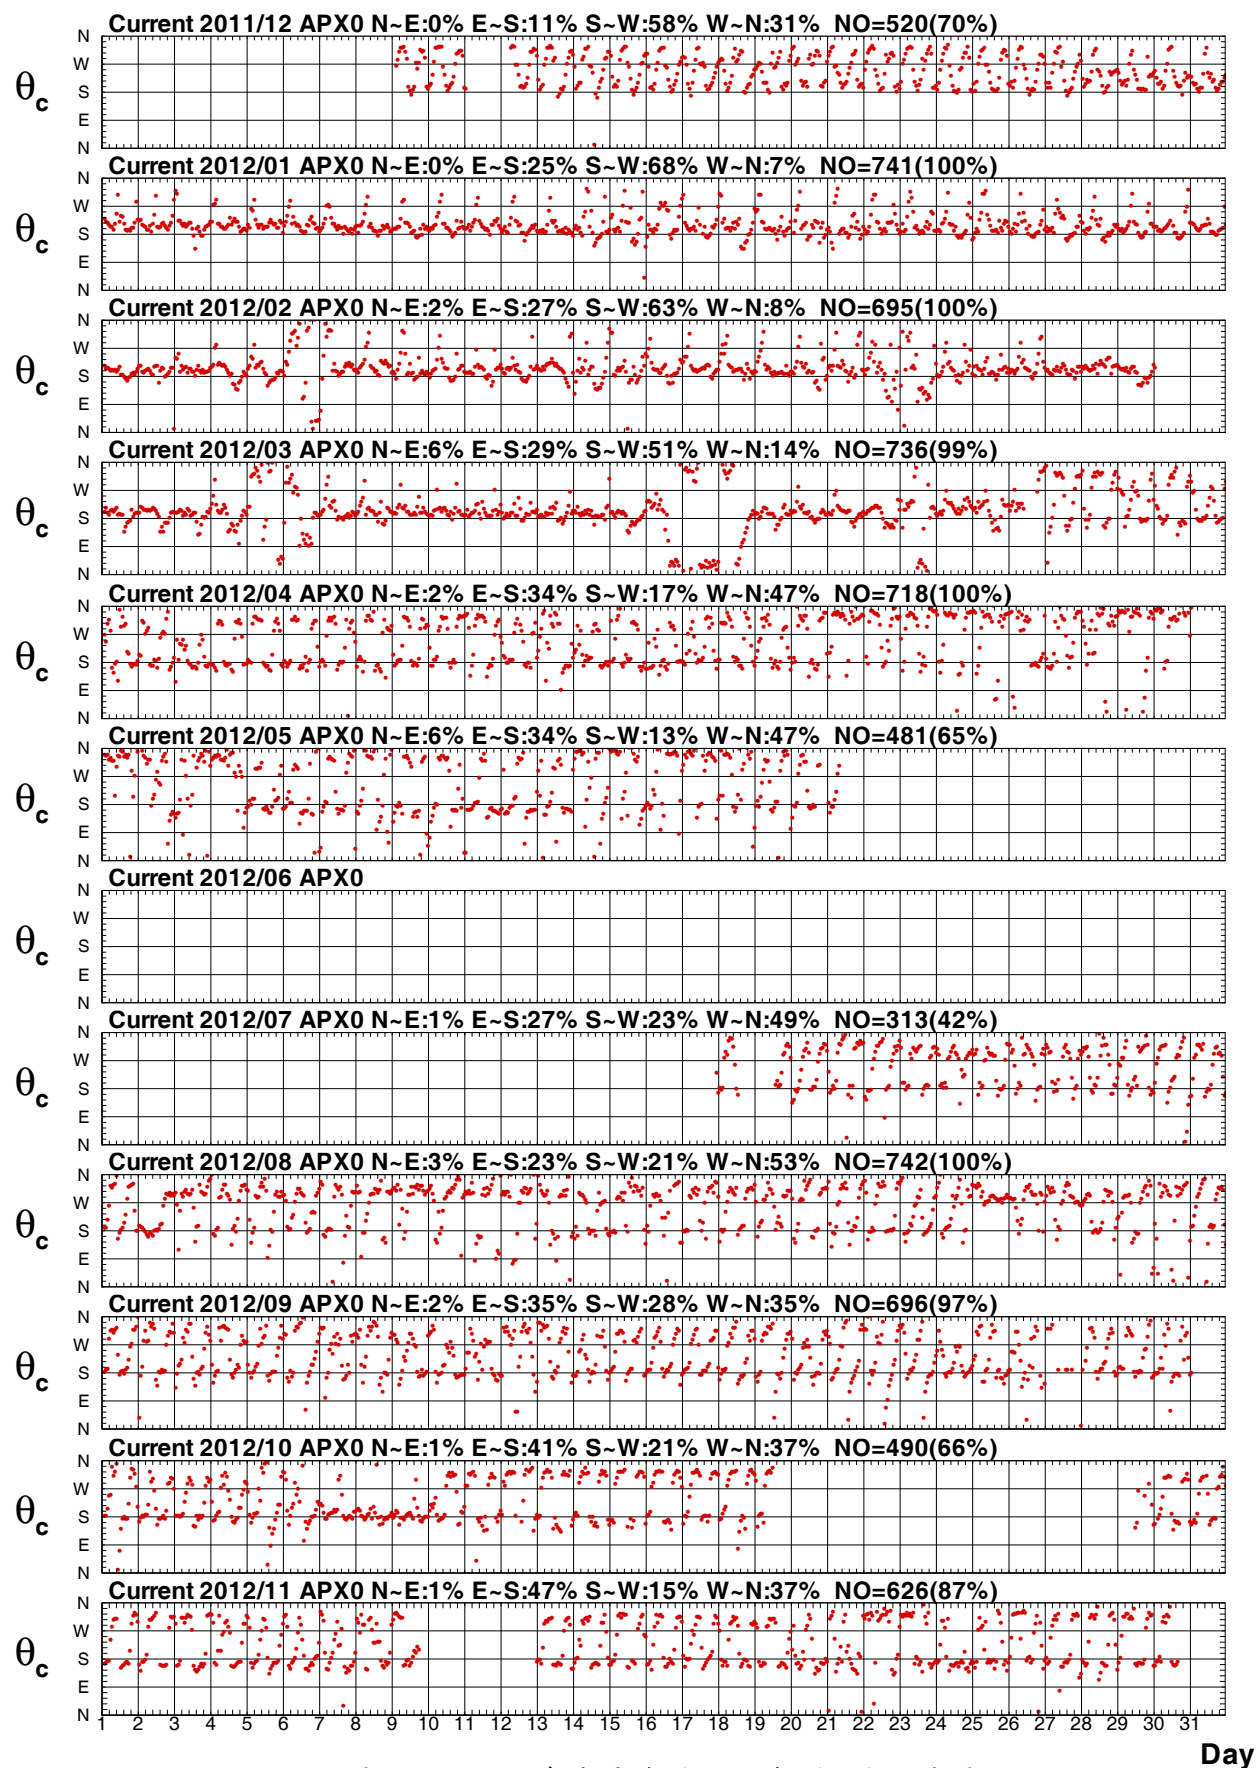 Current 2011/12 APX0 N~E:0% E~S:11% S~W:58% W~N:31% NO=520(70%)
N
W
S
E
N
θc
Current 2012/01 APX0 N~E:0% E~S:25% S~W:68% W~N:7% NO=741(100%)
N
W
S
E
N
θc
Current 2012/02 APX0 N~E:2% E~S:27% S~W:63% W~N:8% NO=695(100%)
N
W
S
E
N
θc
Current 2012/03 APX0 N~E:6% E~S:29% S~W:51% W~N:14% NO=736(99%)
N
W
S
E
N
θc
Current 2012/04 APX0 N~E:2% E~S:34% S~W:17% W~N:47% NO=718(100%)
N
W
S
E
N
θc
Current 2012/05 APX0 N~E:6% E~S:34% S~W:13% W~N:47% NO=481(65%)
N
W
S
E
N
θc
Current 2012/06 APX0
N
W
S
E
N
θc
Current 2012/07 APX0 N~E:1% E~S:27% S~W:23% W~N:49% NO=313(42%)
N
W
S
E
N
θc
Current 2012/08 APX0 N~E:3% E~S:23% S~W:21% W~N:53% NO=742(100%)
N
W
S
E
N
θc
Current 2012/09 APX0 N~E:2% E~S:35% S~W:28% W~N:35% NO=696(97%)
N
W
S
E
N
θc
Current 2012/10 APX0 N~E:1% E~S:41% S~W:21% W~N:37% NO=490(66%)
N
W
S
E
N
θc
Current 2012/11 APX0 N~E:1% E~S:47% S~W:15% W~N:37% NO=626(87%)
N
W
S
E
N
θc
1 2 3 4 5 6 7 8 9 10 11 12 13 14 15 16 17 18 19 20 21 22 23 24 25 26 27 28 29 30 31
Day